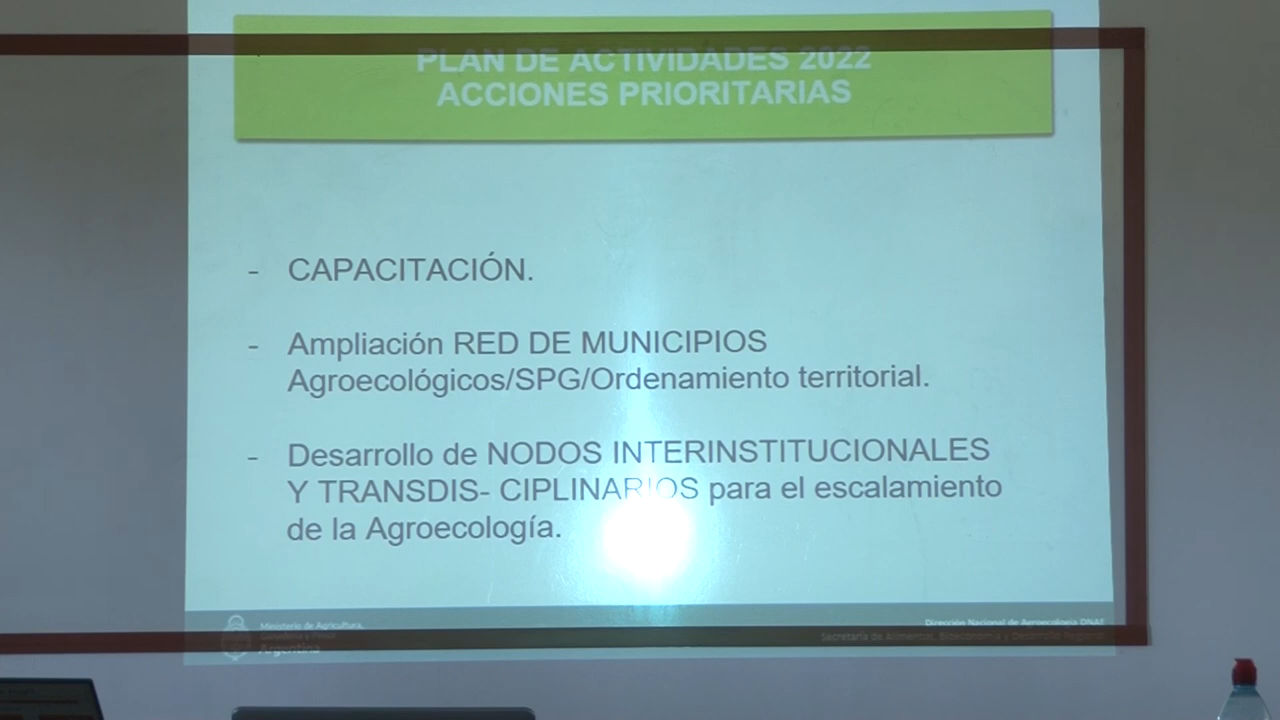 PLAN DE ACTIVIDADES 2022
ACCIONES PRIORITARIAS
- CAPACITACIÓN.
- Ampliación RED DE MUNICIPIOS
Agroecológicos/SPG/Ordenamiento territorial.
- Desarrollo de NODOS INTERINSTITUCIONALES
Y TRANSDIS- CIPLINARIOS para el escalamiento
de la Agroecología.
Ministerio de Agricultura,
Ganadería y Pesca
Argentina
Dirección Nacional de Agroecología DNAE
Secretaría de Alimentos, Bioeconomía y Desarrollo Regional